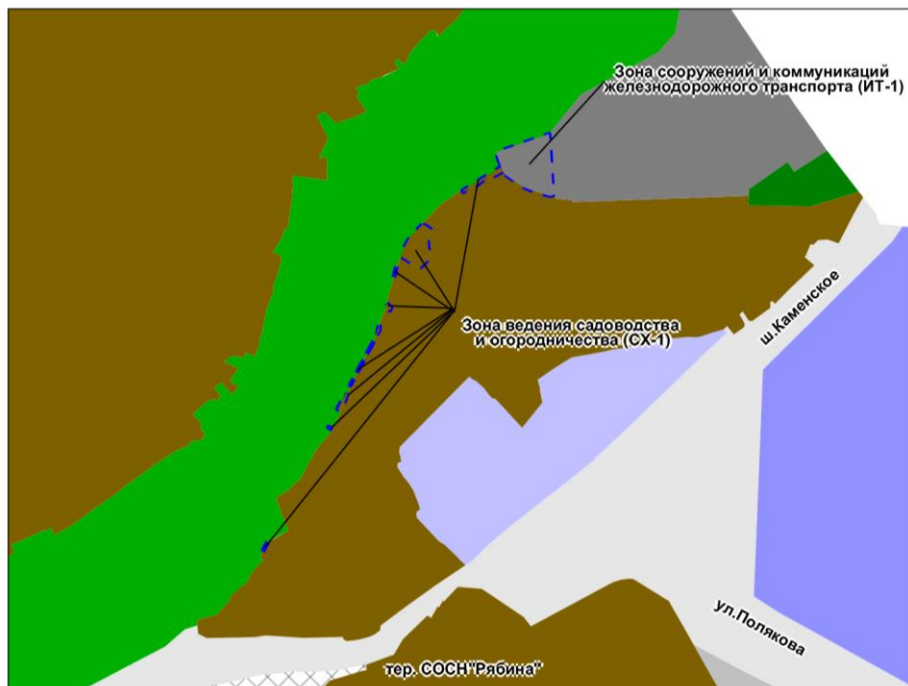 Зона сооружений и коммуникаций
железнодорожного транспорта (ИТ-1)
ш.Каменское
Зона ведения садоводства
и огородничества (СХ-1)
ул.Полякова
тер. СОСН"Рябина"